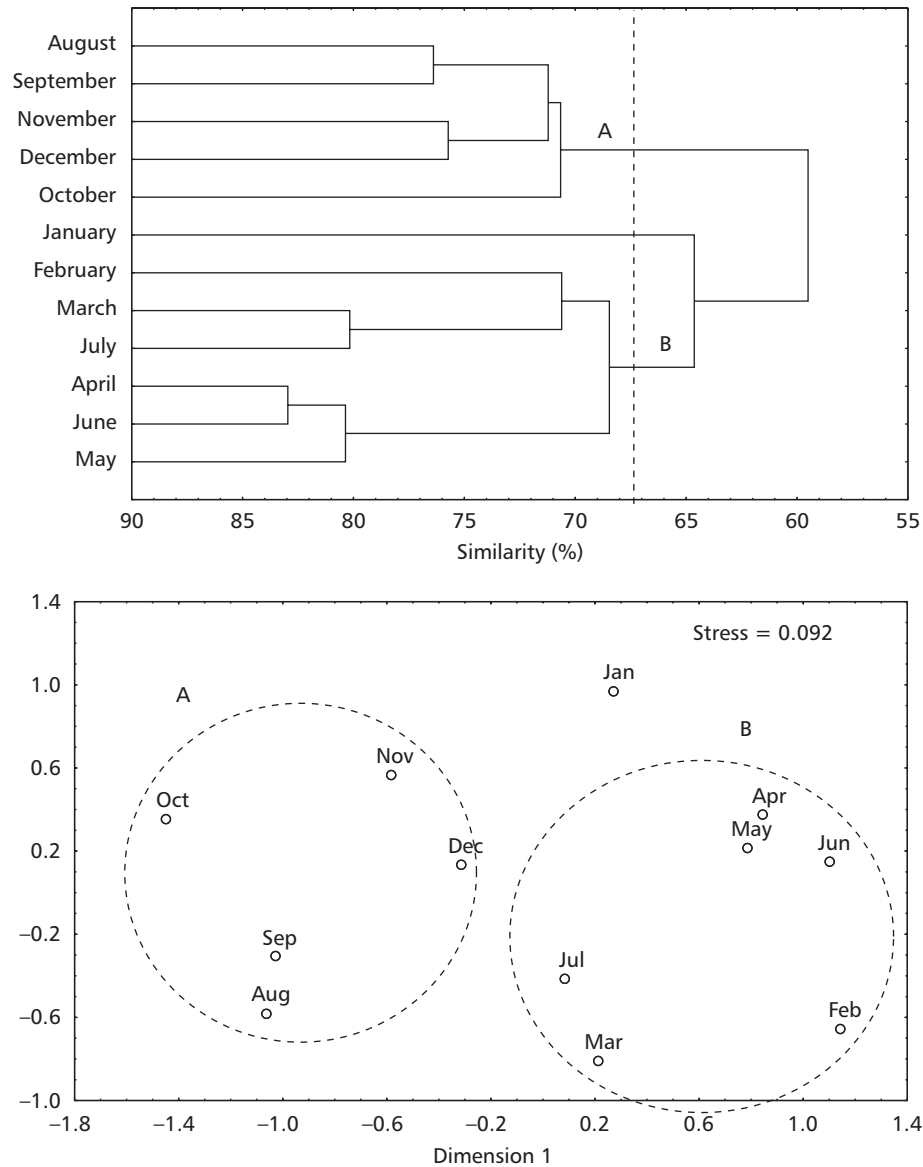 August
September
November
A
December
October
January
February
March
B
July
April
June
May
90 85 80 75 70 65 60 55
Similarity (%)
1.4
Stress = 0.092
1.0
Jan
A
B
0.6
Nov
Apr
Oct
May
Jun
0.2
Dec
−0.2
Sep
Jul
Aug
Feb
−0.6
Mar
−1.0
−1.8 −1.4 −1.0 −0.6 −0.2 0.2 0.6 1.0 1.4
Dimension 1